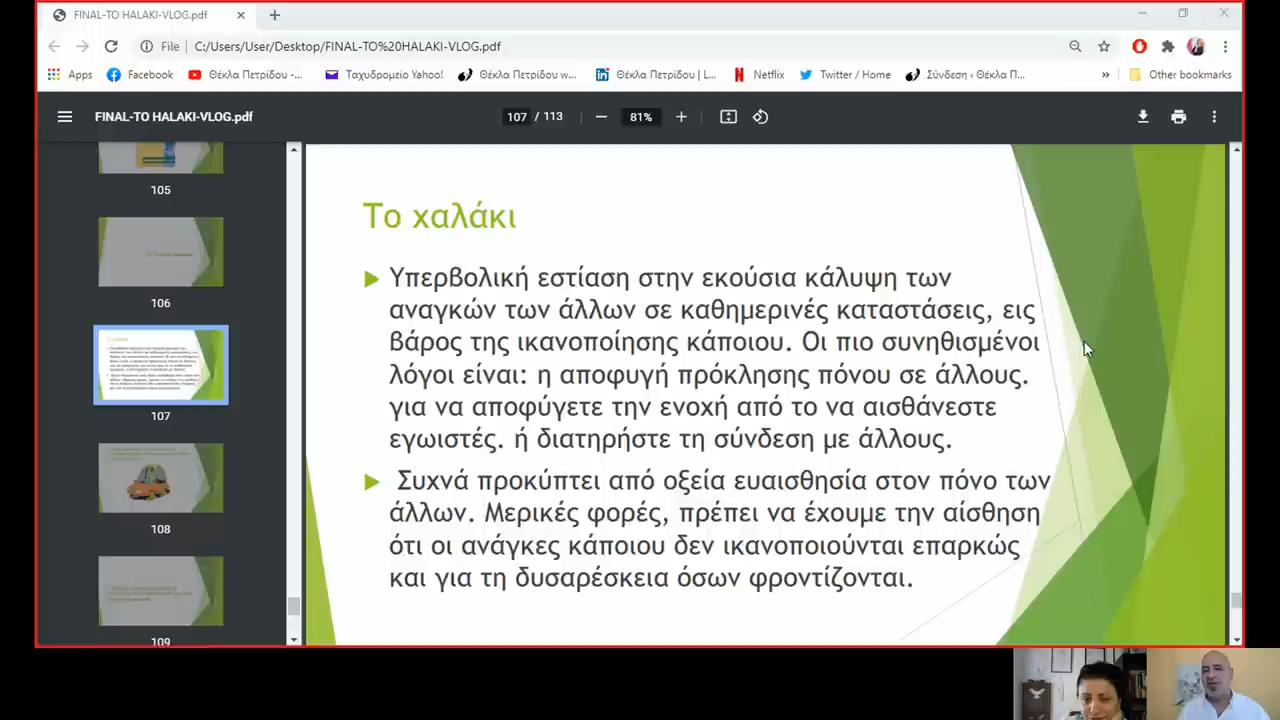 FINAL-TO HALAKI-VLOG.pdf
File C:/Users/User/Desktop/FINAL-TO%20HALAKI-VLOG.pdf
Apps Facebook Θέκλα Πετρίδου -... Ταχυδρομείο Yahoo! Θέκλα Πετρίδου w... Θέκλα Πετρίδου | L... Netflix Twitter / Home Σύνδεση ‹ Θέκλα Π... » Other bookmarks
FINAL-TO HALAKI-VLOG.pdf 107 / 113 81%
105
106
107
108
109
Το χαλάκι
Υπερβολική εστίαση στην εκούσια κάλυψη των
αναγκών των άλλων σε καθημερινές καταστάσεις, εις
βάρος της ικανοποίησης κάποιου. Οι πιο συνηθισμένοι
λόγοι είναι: η αποφυγή πρόκλησης πόνου σε άλλους.
για να αποφύγετε την ενοχή από το να αισθάνεστε
εγωιστές. ή διατηρήστε τη σύνδεση με άλλους.
Συχνά προκύπτει από οξεία ευαισθησία στον πόνο των
άλλων. Μερικές φορές, πρέπει να έχουμε την αίσθηση
ότι οι ανάγκες κάποιου δεν ικανοποιούνται επαρκώς
και για τη δυσαρέσκεια όσων φροντίζονται.